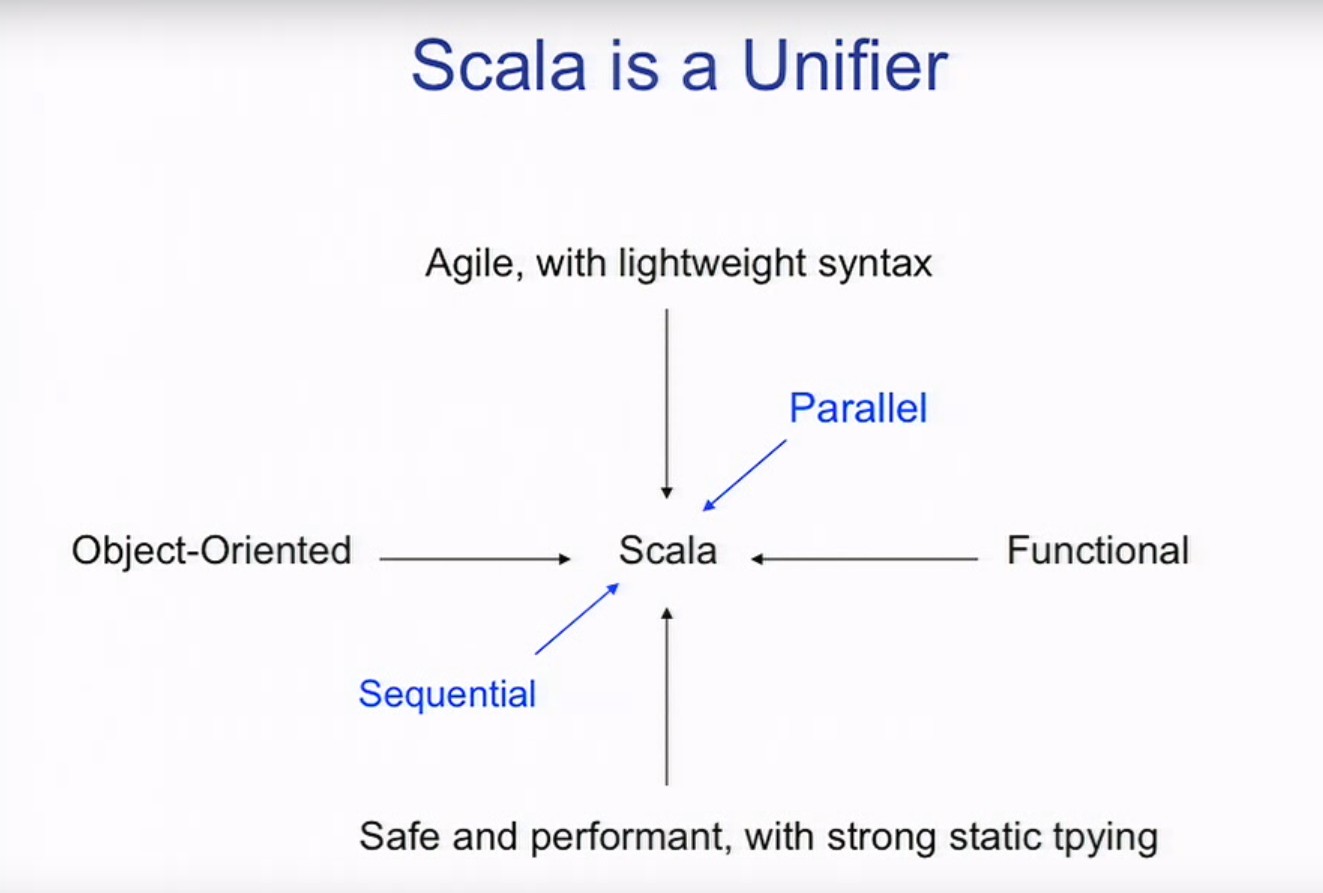 Scala is a Unifier
Agile, with lightweight syntax
Parallel
Object-Oriented
Scala
Functional
Sequential
Safe and performant, with strong static tpying